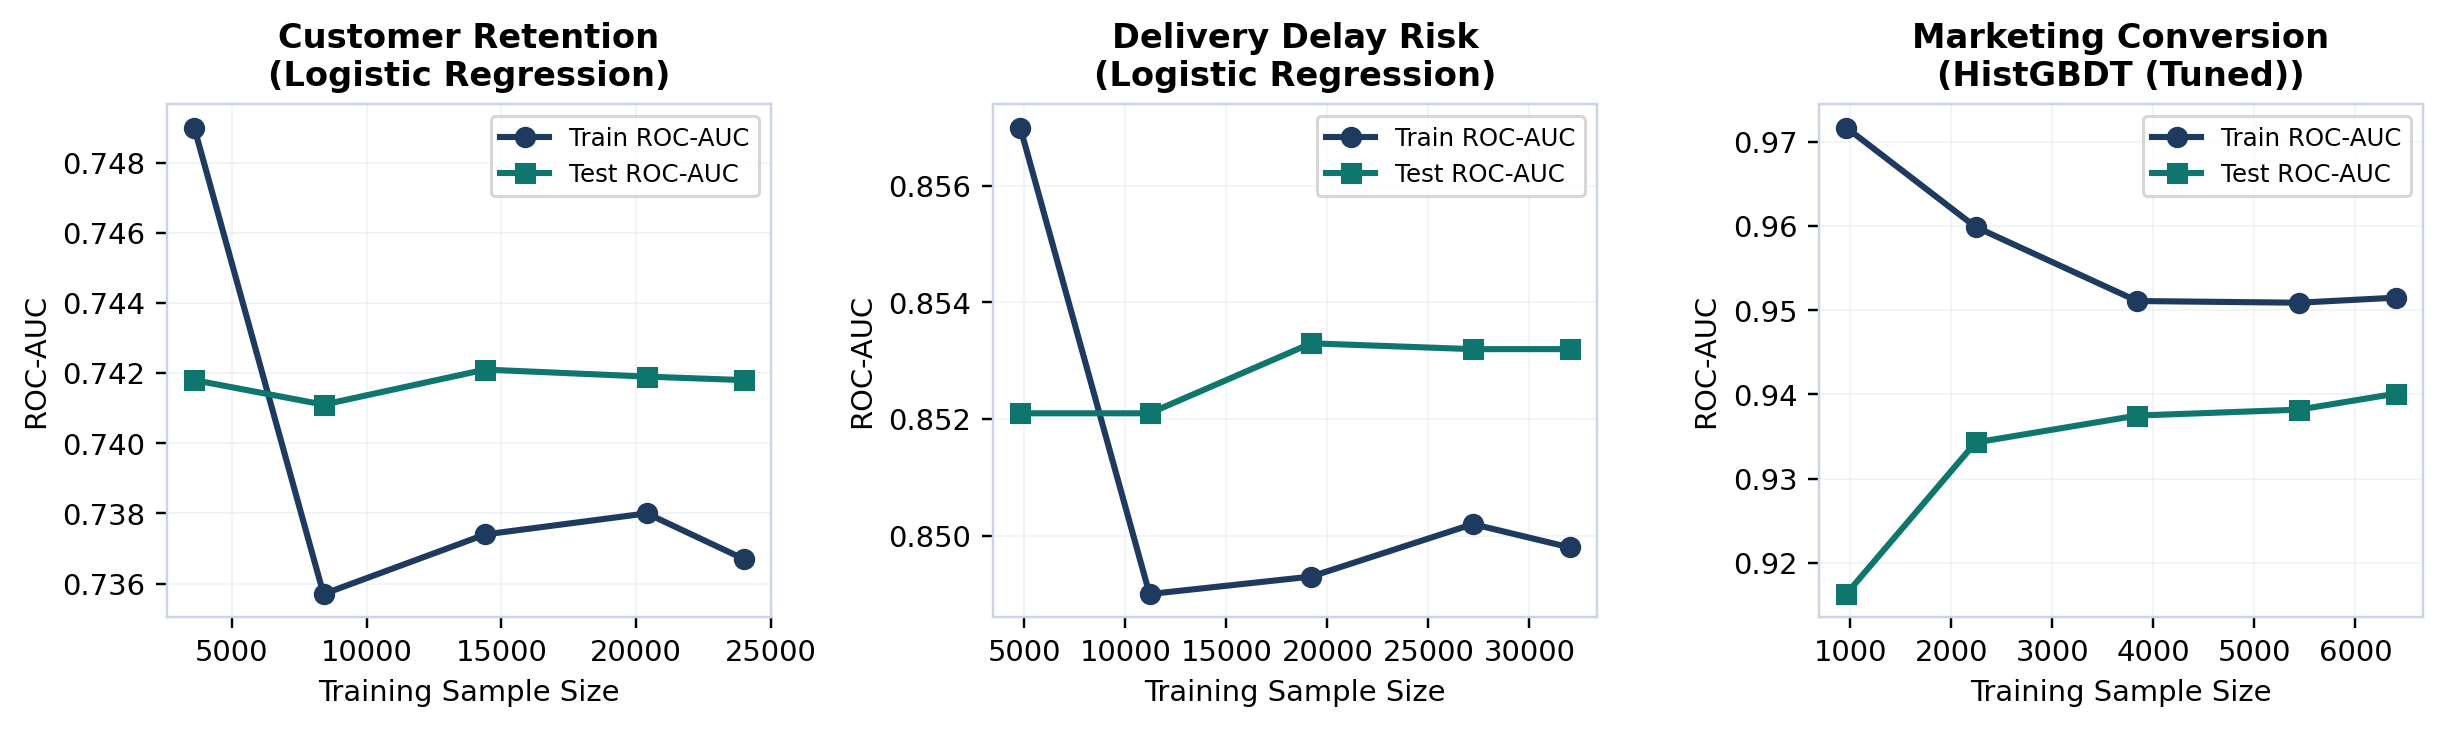 Customer Retention
(Logistic Regression)
Train ROC-AUC
Test ROC-AUC
0.748
0.746
0.744
0.742
0.740
0.738
0.736
ROC-AUC
5000 10000 15000 20000 25000
Training Sample Size
Delivery Delay Risk
(Logistic Regression)
Train ROC-AUC
Test ROC-AUC
0.856
0.854
0.852
0.850
ROC-AUC
5000 10000 15000 20000 25000 30000
Training Sample Size
Marketing Conversion
(HistGBDT (Tuned))
Train ROC-AUC
Test ROC-AUC
0.97
0.96
0.95
0.94
0.93
0.92
ROC-AUC
1000 2000 3000 4000 5000 6000
Training Sample Size